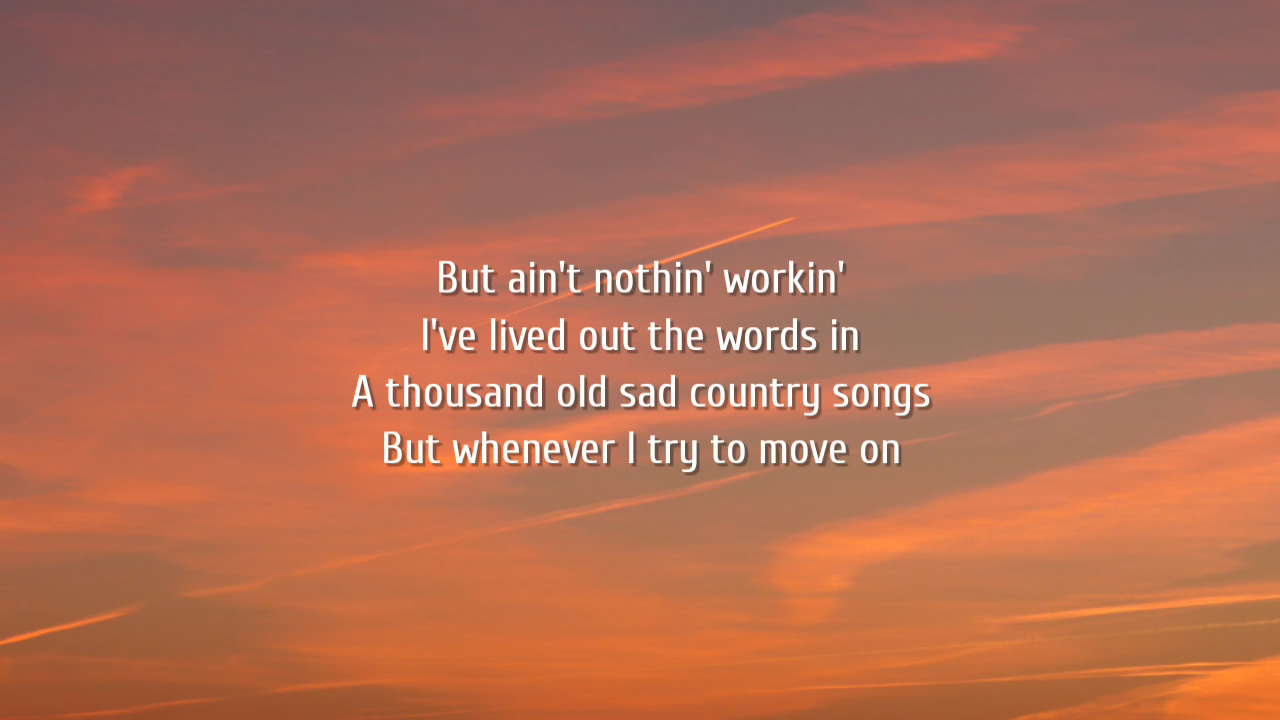 But ain't nothin' workin'
I've lived out the words in
A thousand old sad country songs
But whenever I try to move on